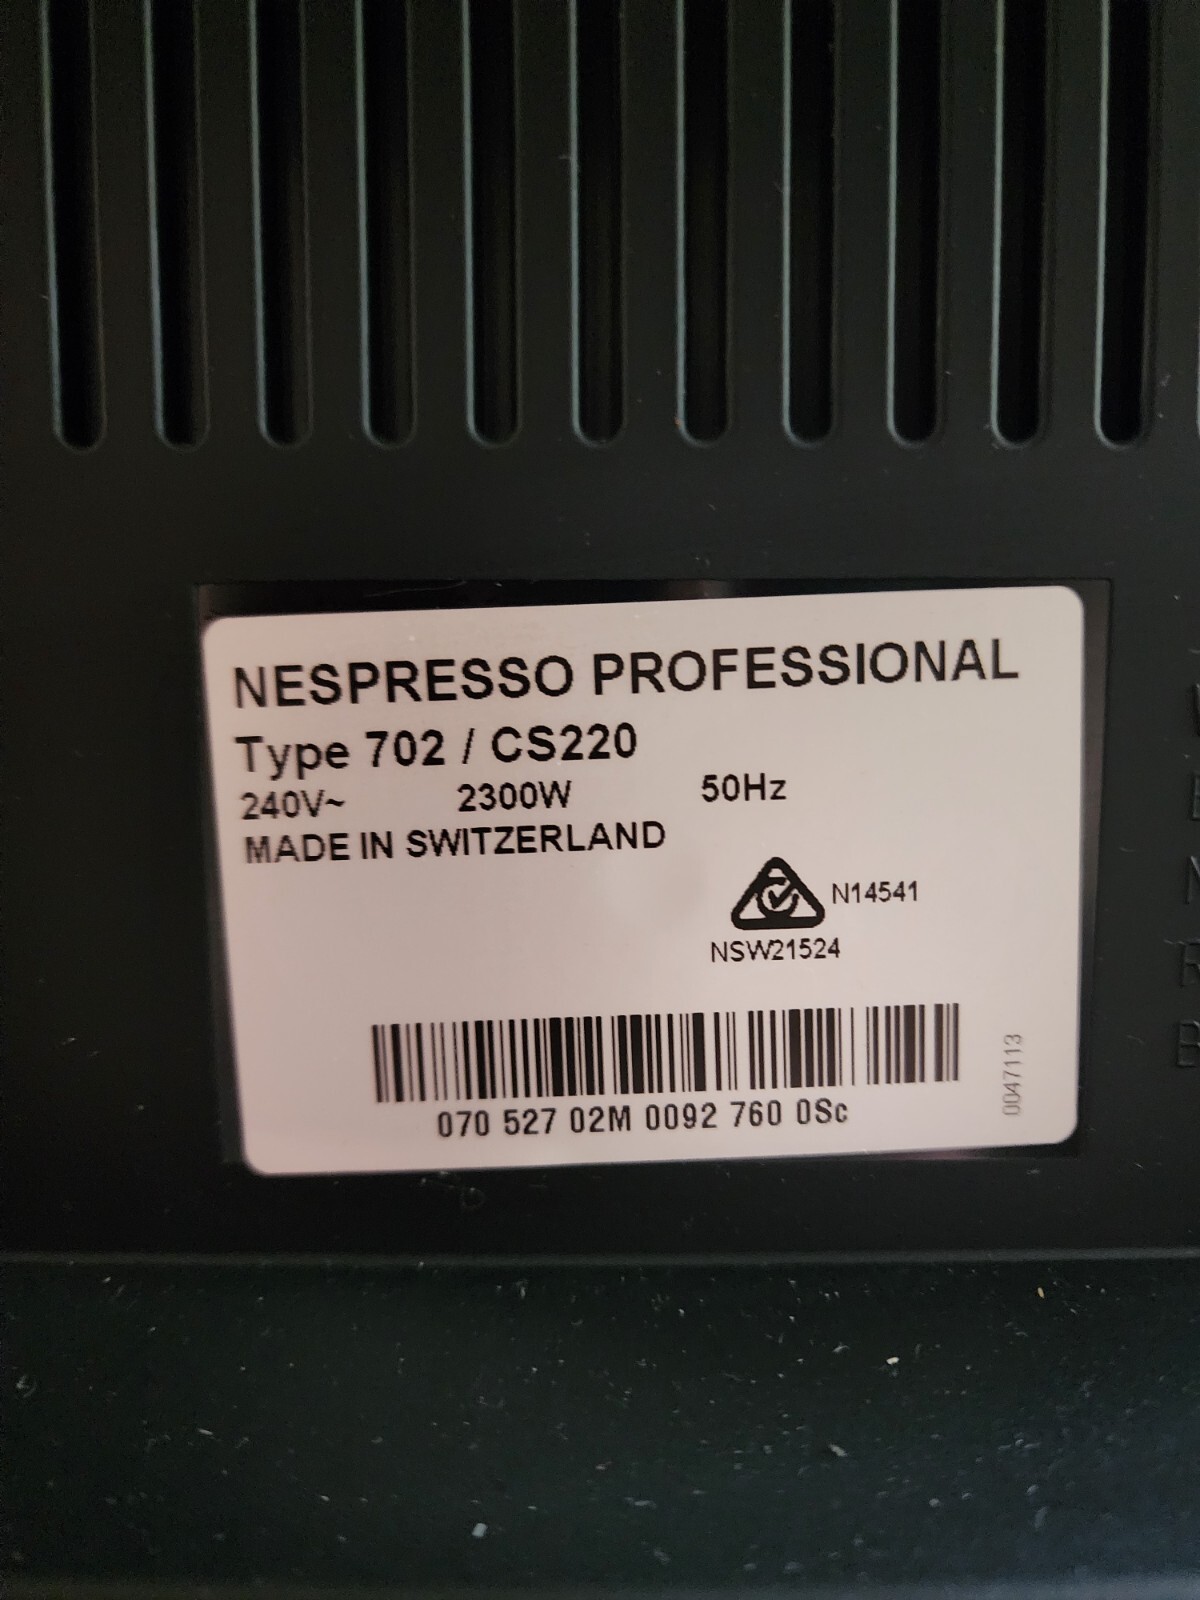 NESPRESSO PROFESSIONAL
Type 702 / CS220
240V~ 2300W 50Hz
MADE IN SWITZERLAND
N14541
NSW21524
070 527 02M 0092 760 0Sc
0047113